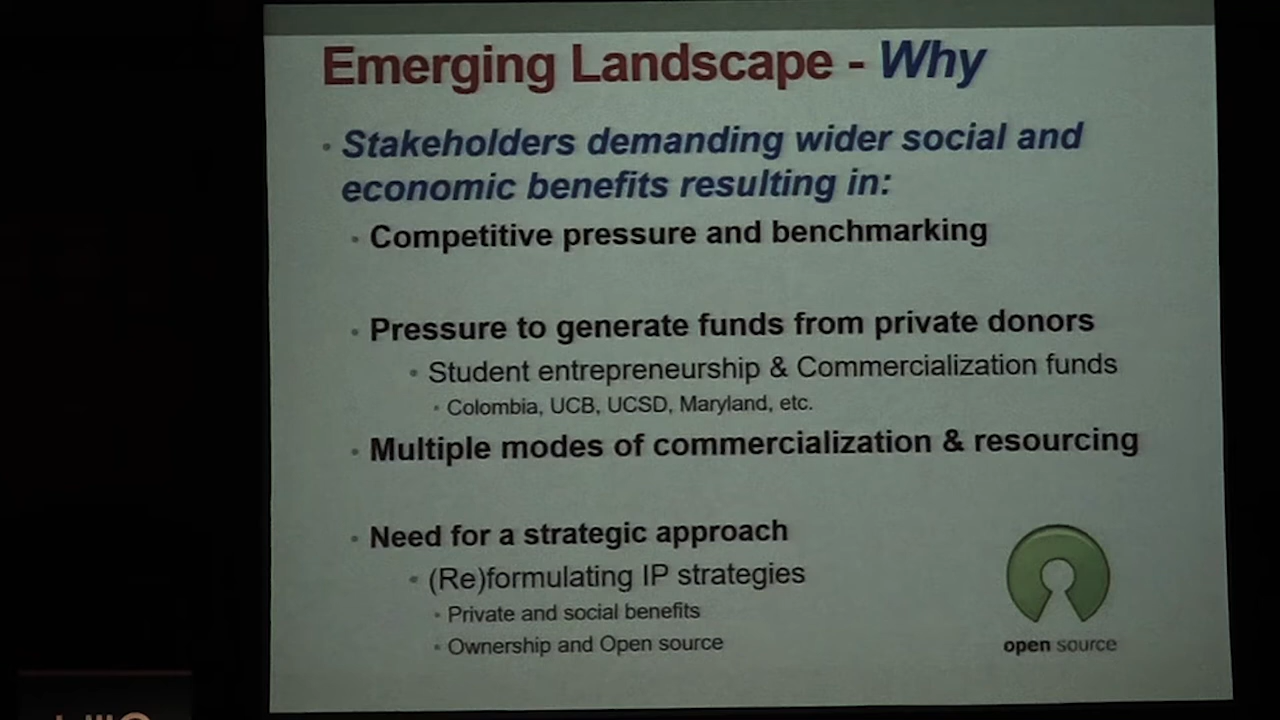 Emerging Landscape - Why
Stakeholders demanding wider social and
economic benefits resulting in:
Competitive pressure and benchmarking
Pressure to generate funds from private donors
Student entrepreneurship & Commercialization funds
Colombia, UCB, UCSD, Maryland, etc.
Multiple modes of commercialization & resourcing
Need for a strategic approach
(Re)formulating IP strategies
Private and social benefits
Ownership and Open source
open source